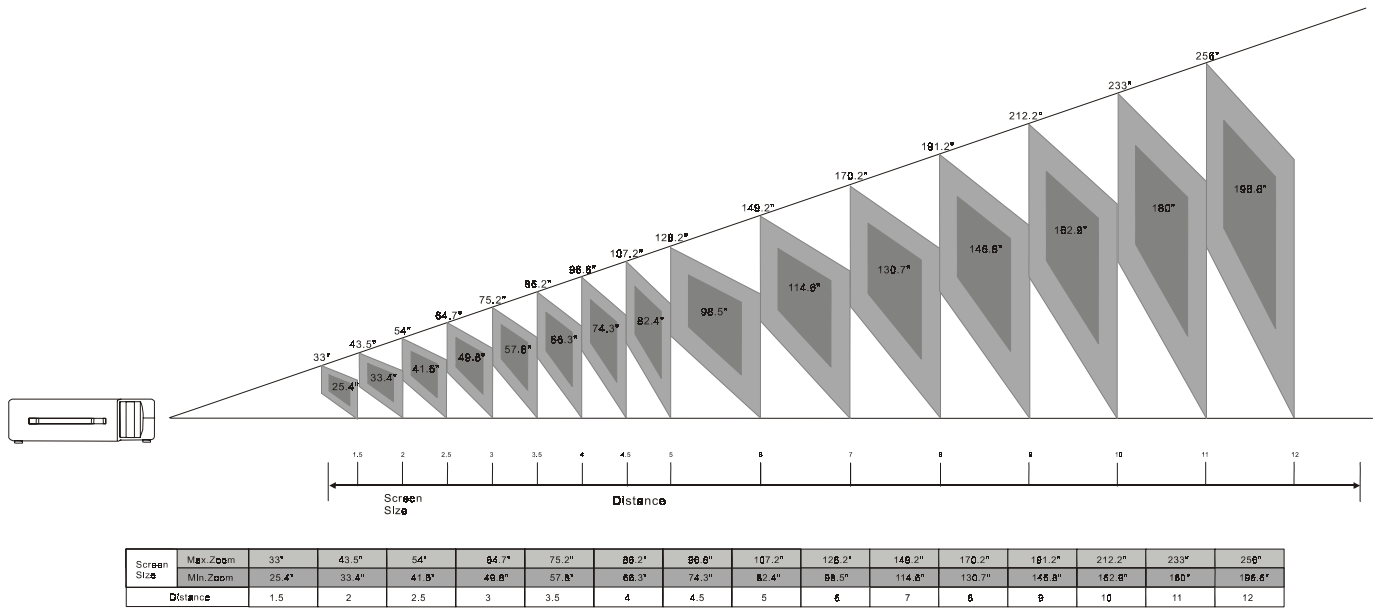 256"
233"
212.2"
191.2"
170.2"
149.2"
128.2"
107.2"
96.6"
86.2"
75.2"
64.7"
54"
43.5"
33"
25.4" 33.4" 41.6" 49.8" 57.8" 66.3" 74.3" 82.4" 98.5" 114.6" 130.7" 146.8" 162.9" 180" 196.6"
1.5 2 2.5 3 3.5 4 4.5 5 6 7 8 9 10 11 12
Screen
Size
Distance
Screen
Size
Max.Zoom 33" 43.5" 54" 64.7" 75.2" 86.2" 96.6" 107.2" 128.2" 149.2" 170.2" 191.2" 212.2" 233" 256"
Min.Zoom 25.4" 33.4" 41.6" 49.8" 57.8" 66.3" 74.3" 82.4" 98.5" 114.6" 130.7" 146.8" 162.9" 180" 196.6"
Distance 1.5 2 2.5 3 3.5 4 4.5 5 6 7 8 9 10 11 12